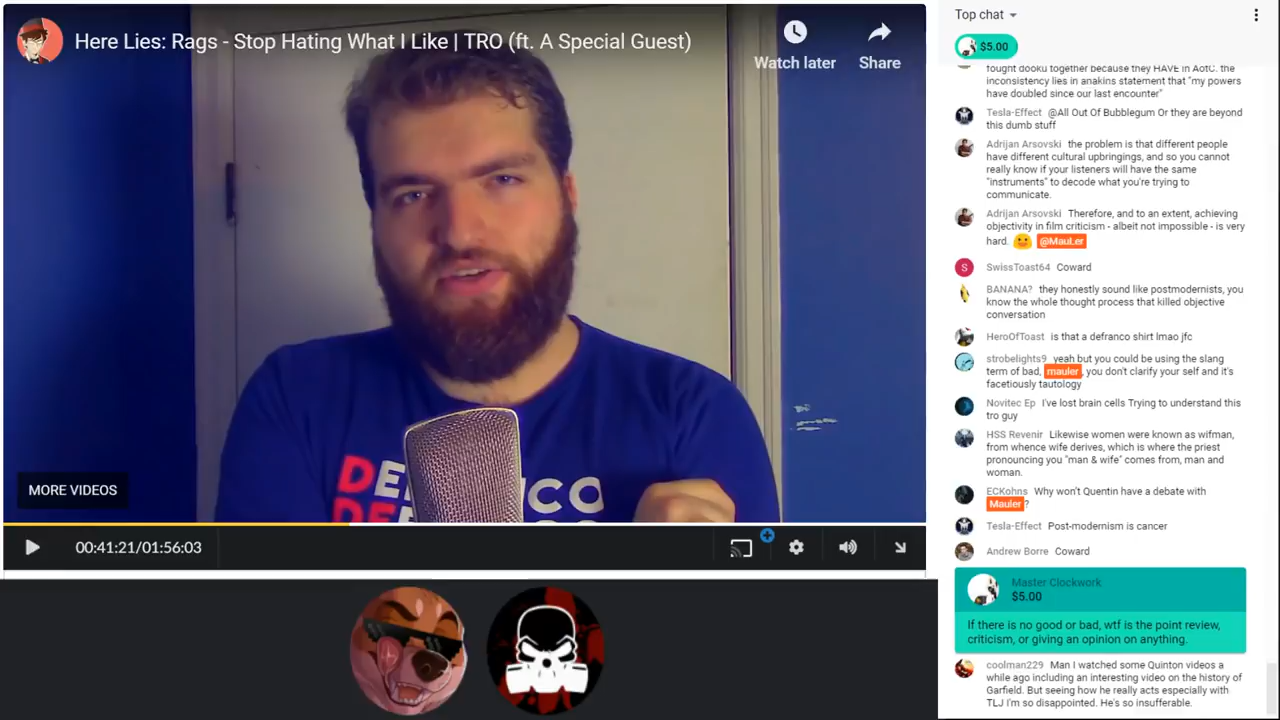 Here Lies: Rags - Stop Hating What I Like | TRO (ft. A Special Guest)
Watch later
Share
MORE VIDEOS
00:41:21/01:56:03
Top chat
$5.00
fought dooku together because they HAVE in AotC. the
inconsistency lies in anakins statement that "my powers
have doubled since our last encounter"
Tesla-Effect @All Out Of Bubblegum Or they are beyond
this dumb stuff
Adrijan Arsovski the problem is that different people
have different cultural upbringings, and so you cannot
really know if your listeners will have the same
"instruments" to decode what you're trying to
communicate.
Adrijan Arsovski Therefore, and to an extent, achieving
objectivity in film criticism - albeit not impossible - is very
hard. @MauLer
S SwissToast64 Coward
BANANA? they honestly sound like postmodernists, you
know the whole thought process that killed objective
conversation
HeroOfToast is that a defranco shirt lmao jfc
strobelights9 yeah but you could be using the slang
term of bad, mauler, you don't clarify your self and it's
facetiously tautology
Novitec Ep I've lost brain cells Trying to understand this
tro guy
HSS Revenir Likewise women were known as wifman,
from whence wife derives, which is where the priest
pronouncing you "man & wife" comes from, man and
woman.
ECKohns Why won't Quentin have a debate with
Mauler?
Tesla-Effect Post-modernism is cancer
Andrew Borre Coward
Master Clockwork
$5.00
If there is no good or bad, wtf is the point review,
criticism, or giving an opinion on anything.
coolman229 Man I watched some Quinton videos a
while ago including an interesting video on the history of
Garfield. But seeing how he really acts especially with
TLJ I'm so disappointed. He's so insufferable.